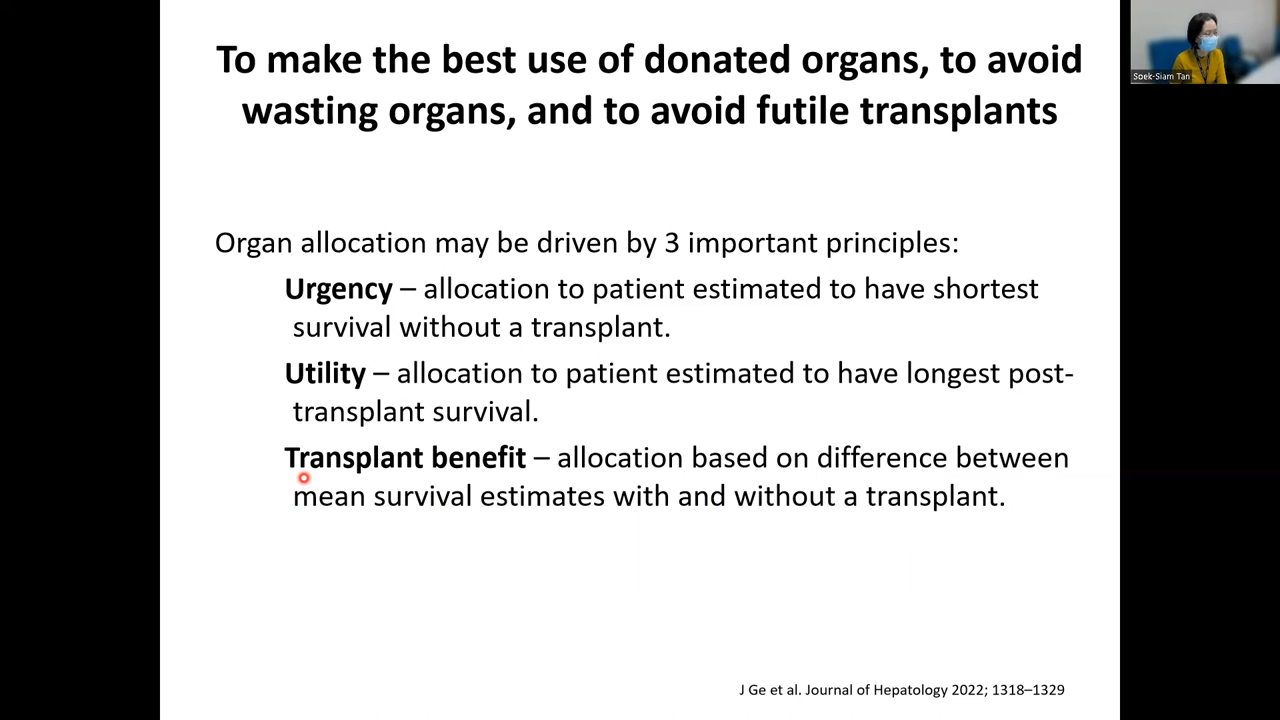 To make the best use of donated organs, to avoid
wasting organs, and to avoid futile transplants
Soek-Siam Tan
Organ allocation may be driven by 3 important principles:
Urgency – allocation to patient estimated to have shortest
survival without a transplant.
Utility – allocation to patient estimated to have longest post-
transplant survival.
Transplant benefit – allocation based on difference between
mean survival estimates with and without a transplant.
J Ge et al. Journal of Hepatology 2022; 1318–1329